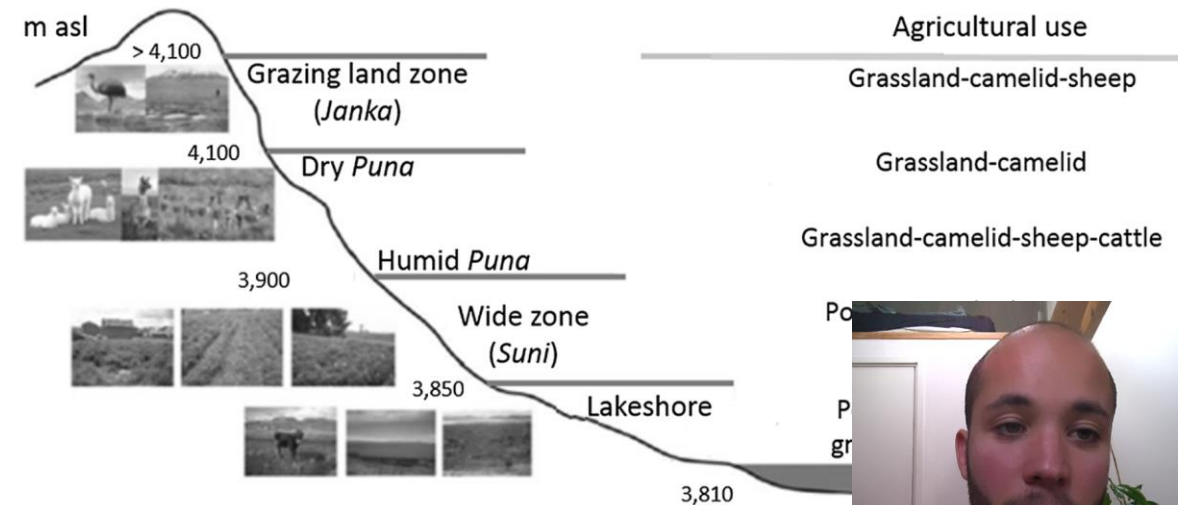 m asl
Agricultural use
> 4,100
Grazing land zone
(Janka)
Grassland-camelid-sheep
4,100
Dry Puna
Grassland-camelid
Grassland-camelid-sheep-cattle
Humid Puna
3,900
Wide zone
(Suni)
3,850
Lakeshore
3,810